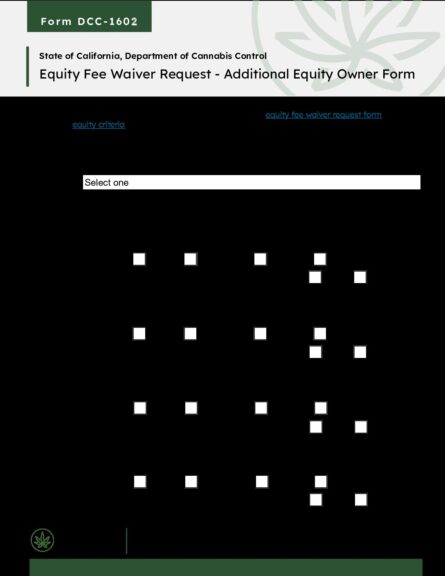 Form DCC-1602
State of California, Department of Cannabis Control
Equity Fee Waiver Request - Additional Equity Owner Form
equity fee waiver request form
equity criteria
Select one